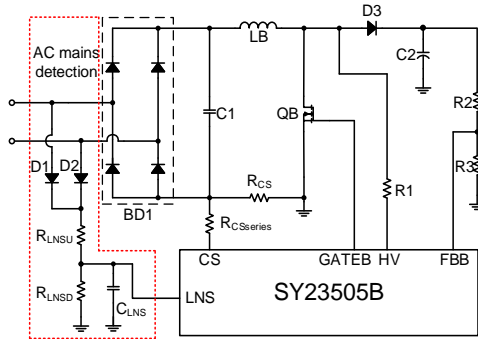 D3
LB
C2
AC mains
detection
C1
QB
R2
D1
D2
R3
RCS
R1
BD1
RCSseries
RLNSU
CS
GATEB
HV
FBB
RLNSD
CLNS
LNS
SY23505B